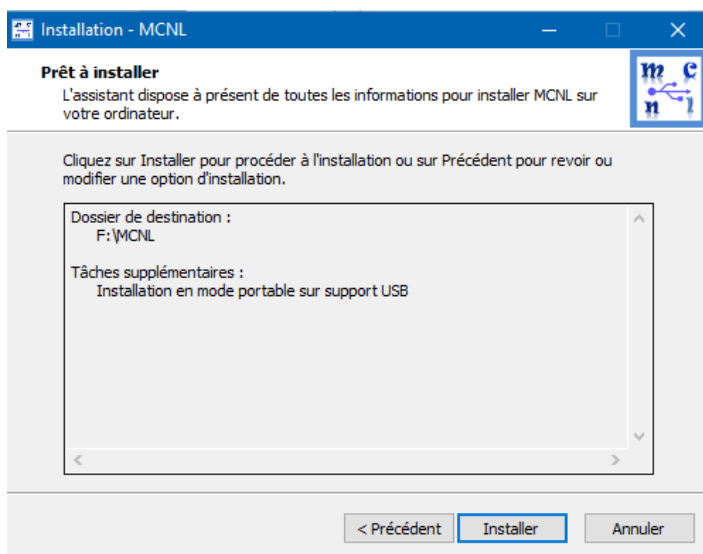 Installation - MCNL
Prêt à installer
L'assistant dispose à présent de toutes les informations pour installer MCNL sur
votre ordinateur.
m c
n l
Cliquez sur Installer pour procéder à l'installation ou sur Précédent pour revoir ou
modifier une option d'installation.
Dossier de destination :
F:\MCNL
Tâches supplémentaires :
Installation en mode portable sur support USB
< Précédent
Installer
Annuler